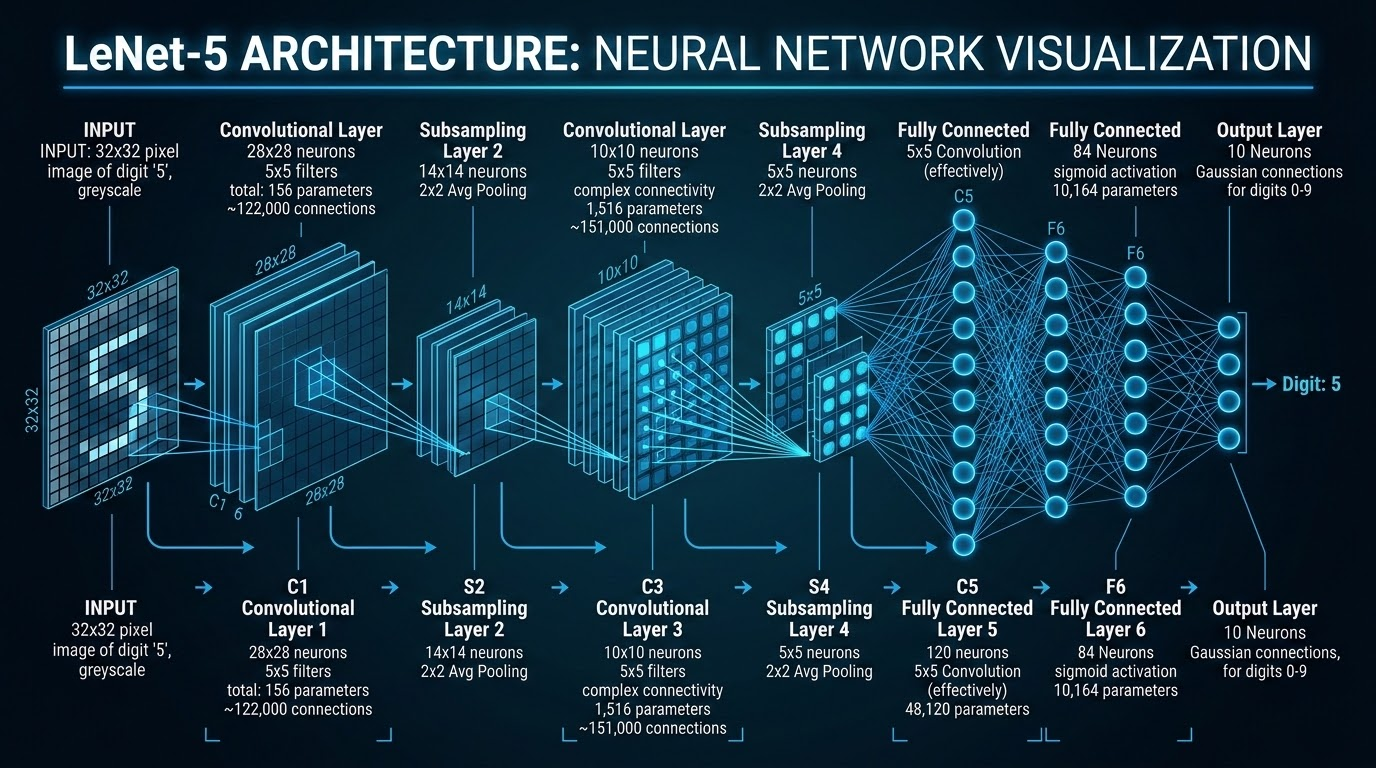 LeNet-5 ARCHITECTURE: NEURAL NETWORK VISUALIZATION
INPUT
INPUT: 32x32 pixel
image of digit '5',
greyscale
Convolutional Layer
28x28 neurons
5x5 filters
total: 156 parameters
~122,000 connections
Subsampling
Layer 2
14x14 neurons
2x2 Avg Pooling
Convolutional Layer
10x10 neurons
5x5 filters
complex connectivity
1,516 parameters
~151,000 connections
Subsampling
Layer 4
5x5 neurons
2x2 Avg Pooling
Fully Connected
5x5 Convolution
(effectively)
Fully Connected
84 Neurons
sigmoid activation
10,164 parameters
Output Layer
10 Neurons
Gaussian connections
for digits 0-9
32x32
32x32
32x32
28x28
C1 6
28x28
14x14
10x10
5x5
C5
F6
F6
Digit: 5
INPUT
32x32 pixel
image of digit '5',
greyscale
C1
Convolutional
Layer 1
28x28 neurons
5x5 filters
total: 156 parameters
~122,000 connections
S2
Subsampling
Layer 2
14x14 neurons
2x2 Avg Pooling
C3
Convolutional
Layer 3
10x10 neurons
5x5 filters
complex connectivity
1,516 parameters
~151,000 connections
S4
Subsampling
Layer 4
5x5 neurons
2x2 Avg Pooling
C5
Fully Connected
Layer 5
120 neurons
5x5 Convolution
(effectively)
48,120 parameters
F6
Fully Connected
Layer 6
84 Neurons
sigmoid activation
10,164 parameters
Output Layer
10 Neurons
Gaussian connections,
for digits 0-9